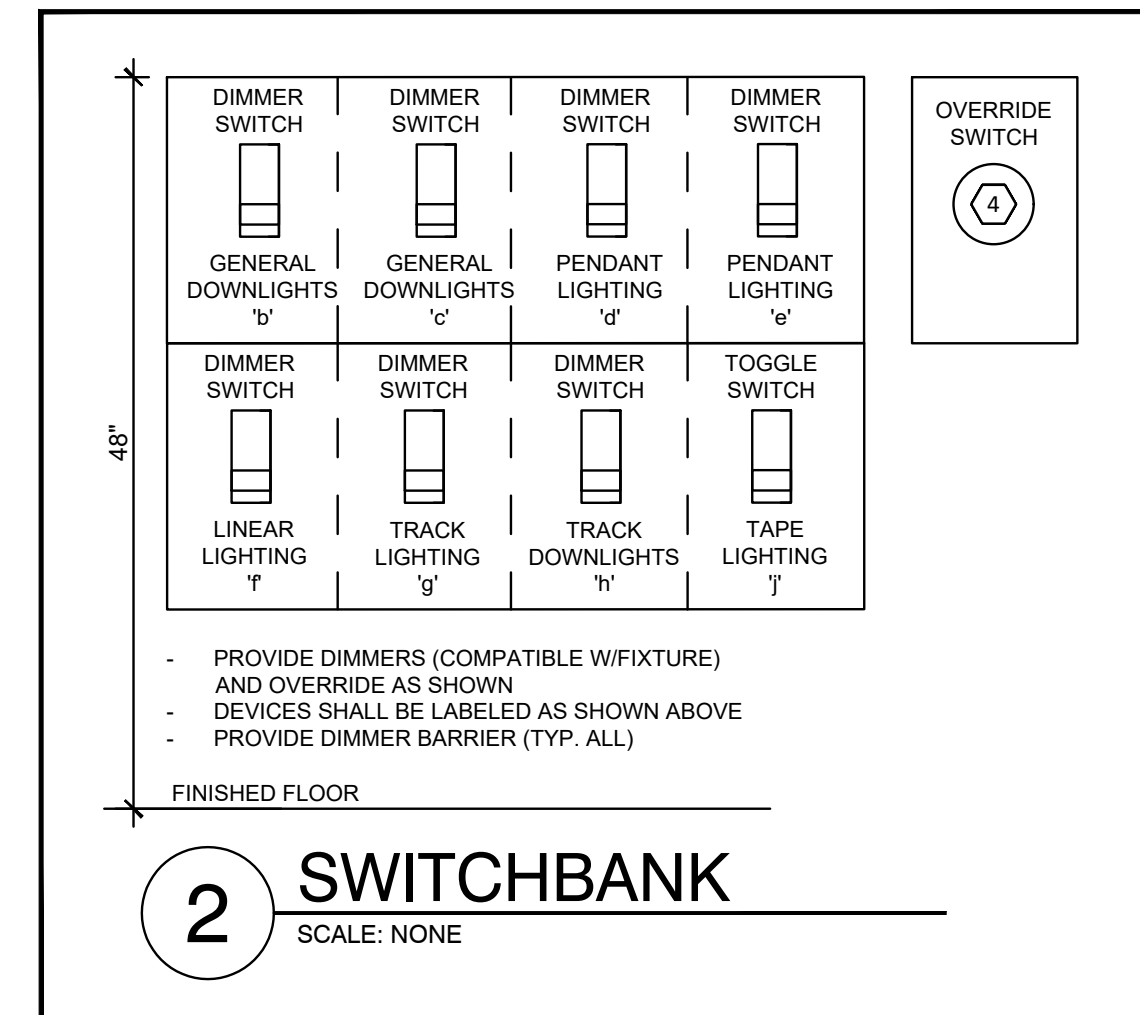 DIMMER
SWITCH
GENERAL
DOWNLIGHTS
'b'
DIMMER
SWITCH
GENERAL
DOWNLIGHTS
'c'
DIMMER
SWITCH
PENDANT
LIGHTING
'd'
DIMMER
SWITCH
PENDANT
LIGHTING
'e'
OVERRIDE
SWITCH
4
DIMMER
SWITCH
LINEAR
LIGHTING
'f'
DIMMER
SWITCH
TRACK
LIGHTING
'g'
DIMMER
SWITCH
TRACK
DOWNLIGHTS
'h'
TOGGLE
SWITCH
TAPE
LIGHTING
'j'
48"
- PROVIDE DIMMERS (COMPATIBLE W/FIXTURE)
AND OVERRIDE AS SHOWN
- DEVICES SHALL BE LABELED AS SHOWN ABOVE
- PROVIDE DIMMER BARRIER (TYP. ALL)
FINISHED FLOOR
2
SWITCHBANK
SCALE: NONE